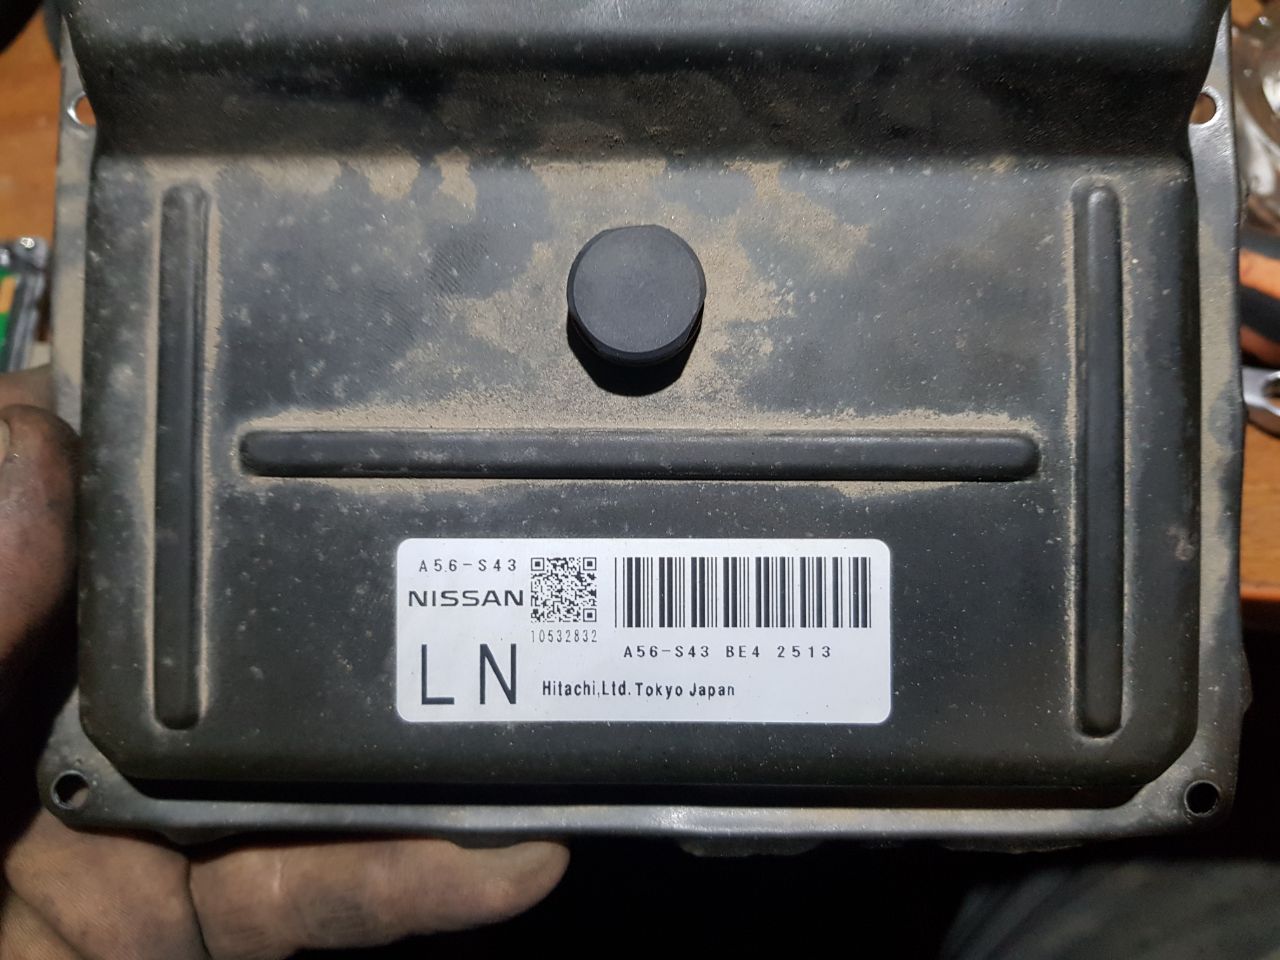 A56-S43
NISSAN
10532832
A56-S43 BE4 2513
LN
Hitachi,Ltd.Tokyo Japan